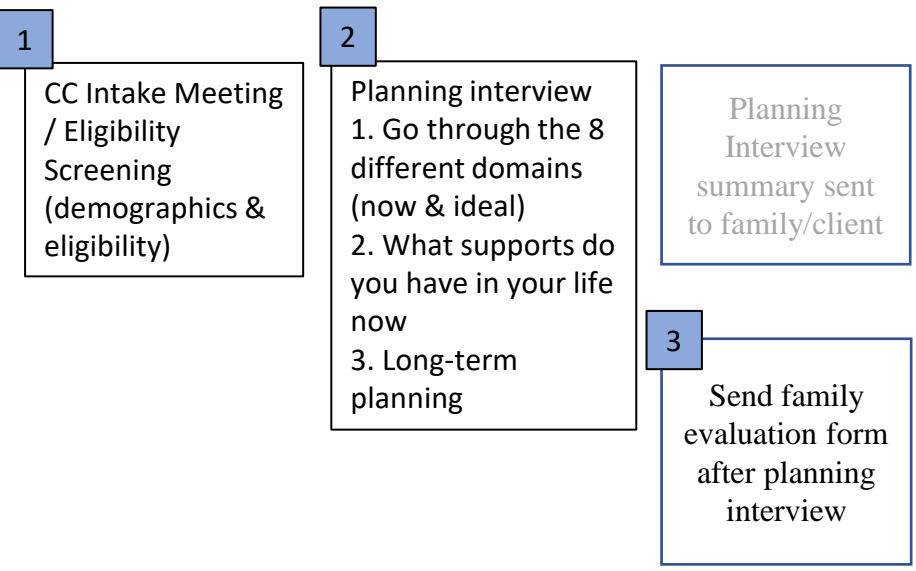 1
CC Intake Meeting
/ Eligibility
Screening
(demographics &
eligibility)
2
Planning interview
1. Go through the 8
different domains
(now & ideal)
2. What supports do
you have in your life
now
3. Long-term
planning
Planning
Interview
summary sent
to family/client
3
Send family
evaluation form
after planning
interview